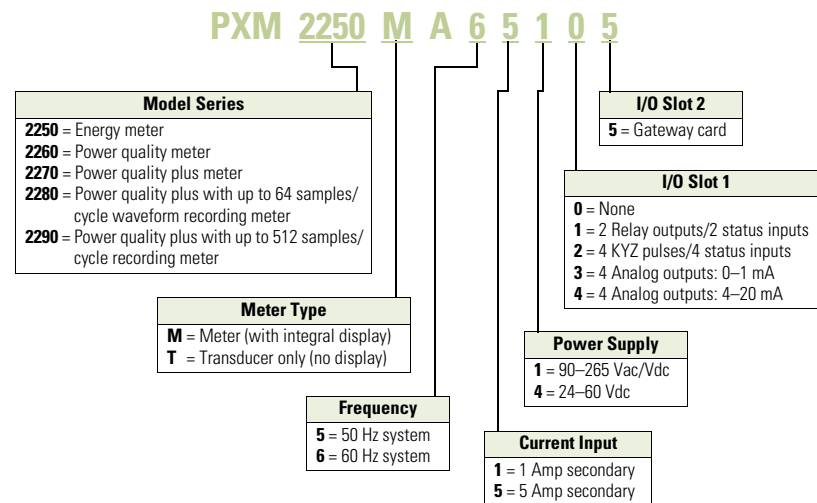 PXM 2250 M A 6 5 1 0 5
Model Series
2250 = Energy meter
2260 = Power quality meter
2270 = Power quality plus meter
2280 = Power quality plus with up to 64 samples/
cycle waveform recording meter
2290 = Power quality plus with up to 512 samples/
cycle recording meter
Meter Type
M = Meter (with integral display)
T = Transducer only (no display)
Frequency
5 = 50 Hz system
6 = 60 Hz system
Current Input
1 = 1 Amp secondary
5 = 5 Amp secondary
Power Supply
1 = 90–265 Vac/Vdc
4 = 24–60 Vdc
I/O Slot 1
0 = None
1 = 2 Relay outputs/2 status inputs
2 = 4 KYZ pulses/4 status inputs
3 = 4 Analog outputs: 0–1 mA
4 = 4 Analog outputs: 4–20 mA
I/O Slot 2
5 = Gateway card